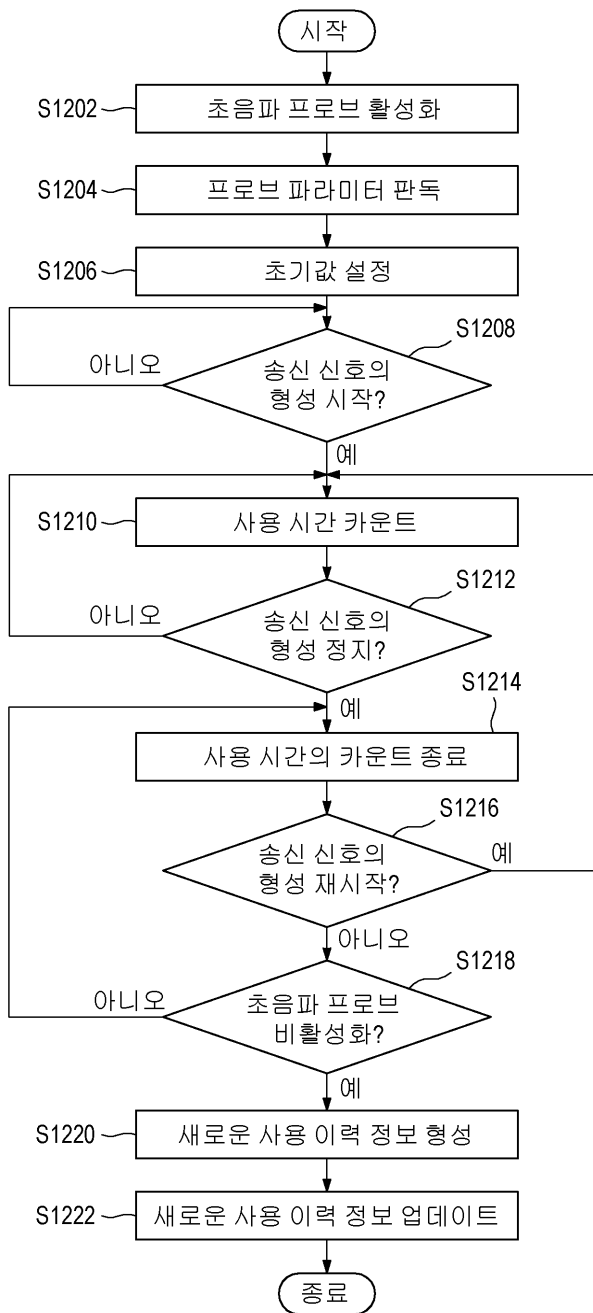 시작
S1202
초음파 프로브 활성화
S1204
프로브 파라미터 판독
S1206
초기값 설정
S1208
아니오
송신 신호의
형성 시작?
예
S1210
사용 시간 카운트
S1212
아니오
송신 신호의
형성 정지?
예
S1214
사용 시간의 카운트 종료
S1216
송신 신호의
형성 재시작?
예
아니오
S1218
아니오
초음파 프로브
비활성화?
예
S1220
새로운 사용 이력 정보 형성
S1222
새로운 사용 이력 정보 업데이트
종료